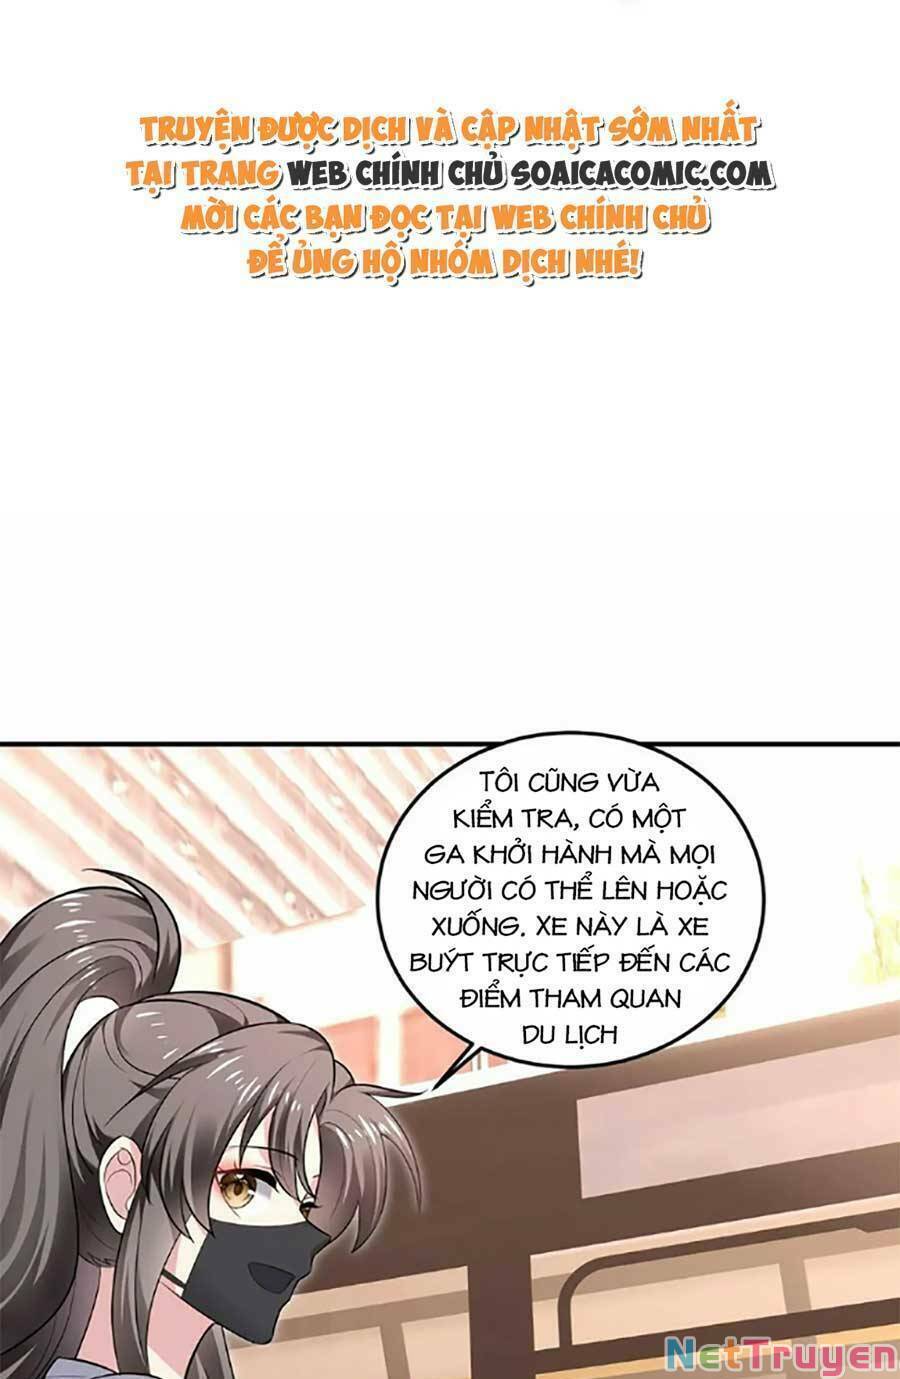 TRUYỆN ĐƯỢC DỊCH VÀ CẬP NHẬT SỚM NHẤT
TẠI TRANG WEB CHÍNH CHỦ SOAICACOMIC.COM
MỜI CÁC BẠN ĐỌC TẠI WEB CHÍNH CHỦ
ĐỂ ỦNG HỘ NHÓM DỊCH NHÉ!
TÔI CŨNG VỪA
KIỂM TRA, CÓ MỘT
GA KHỞI HÀNH MÀ MỌI
NGƯỜI CÓ THỂ LÊN HOẶC
XUỐNG. XE NÀY LÀ XE
BUÝT TRỰC TIẾP ĐẾN CÁC
ĐIỂM THAM QUAN
DU LỊCH
NetTruyen